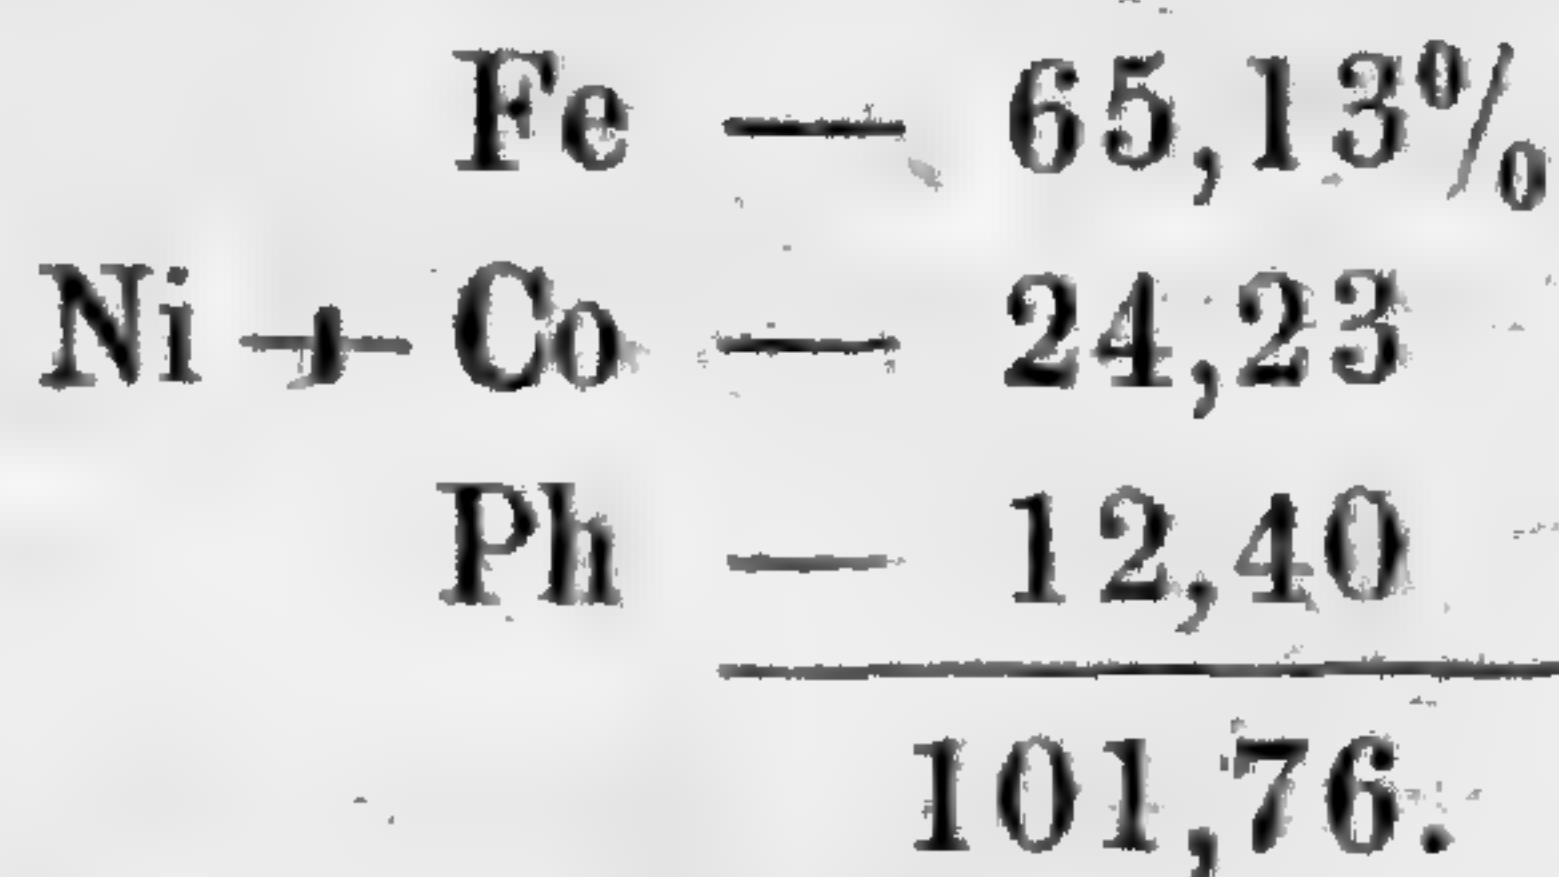 Fe — 65,13%
Ni + Co — 24,23
Ph — 12,40
101,76.